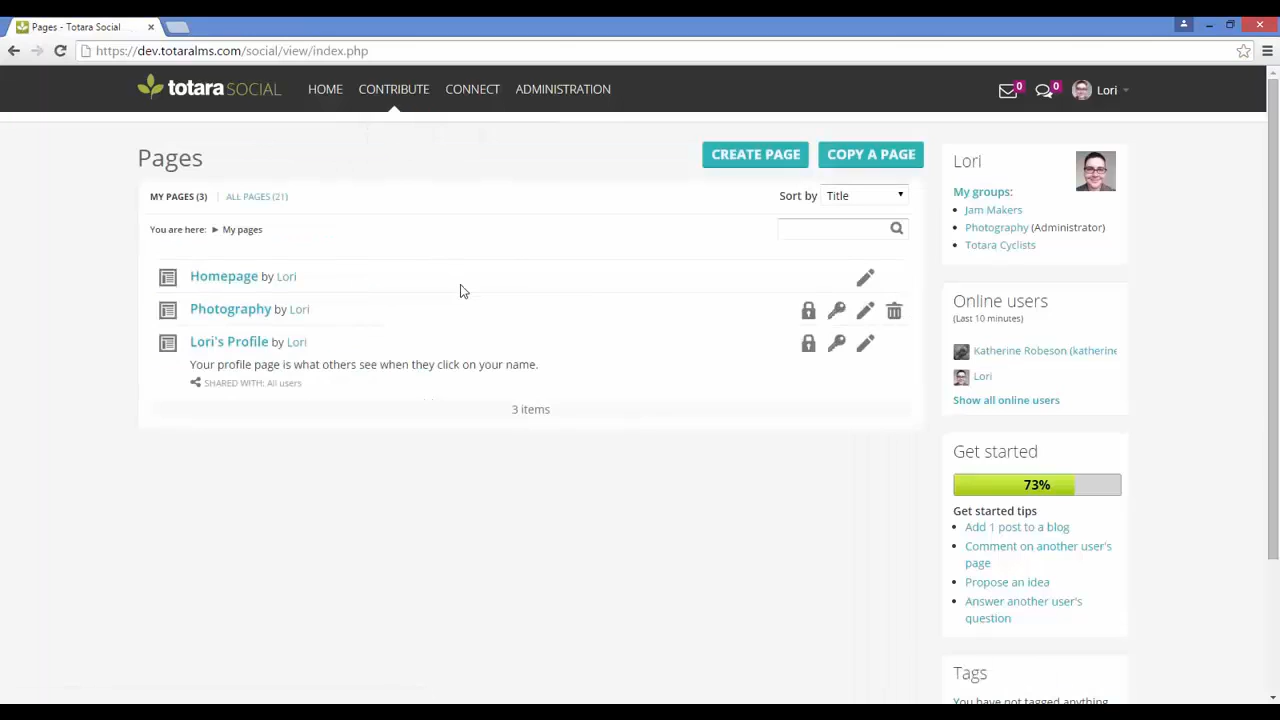 Pages - Totara Social
https://dev.totaralms.com/social/view/index.php
totara SOCIAL
HOME
CONTRIBUTE
CONNECT
ADMINISTRATION
0
0
Lori
Pages
CREATE PAGE
COPY A PAGE
MY PAGES (3)
ALL PAGES (21)
Sort by
Title
You are here:
My pages
Homepage by Lori
Photography by Lori
Lori's Profile by Lori
Your profile page is what others see when they click on your name.
SHARED WITH: All users
3 items
Lori
My groups:
Jam Makers
Photography (Administrator)
Totara Cyclists
Online users
(Last 10 minutes)
Katherine Robeson (katherine
Lori
Show all online users
Get started
73%
Get started tips
Add 1 post to a blog
Comment on another user's
page
Propose an idea
Answer another user's
question
Tags
You have not tagged anything